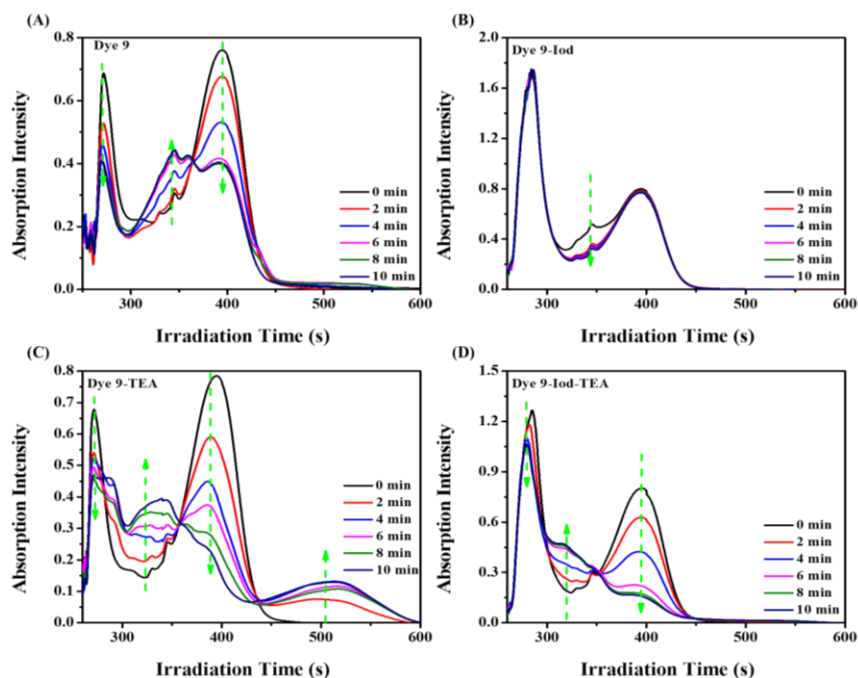 (A)
Dye 9
0.8
0.6
0.4
0.2
0.0
300
400
500
600
Absorption Intensity
Irradiation Time (s)
0 min
2 min
4 min
6 min
8 min
10 min
(B)
Dye 9-Iod
2.0
1.6
1.2
0.8
0.4
0.0
300
400
500
600
Absorption Intensity
Irradiation Time (s)
0 min
2 min
4 min
6 min
8 min
10 min
(C)
Dye 9-TEA
0.8
0.7
0.6
0.5
0.4
0.3
0.2
0.1
0.0
300
400
500
600
Absorption Intensity
Irradiation Time (s)
0 min
2 min
4 min
6 min
8 min
10 min
(D)
Dye 9-Iod-TEA
1.5
1.2
0.9
0.6
0.3
0.0
300
400
500
600
Absorption Intensity
Irradiation Time (s)
0 min
2 min
4 min
6 min
8 min
10 min